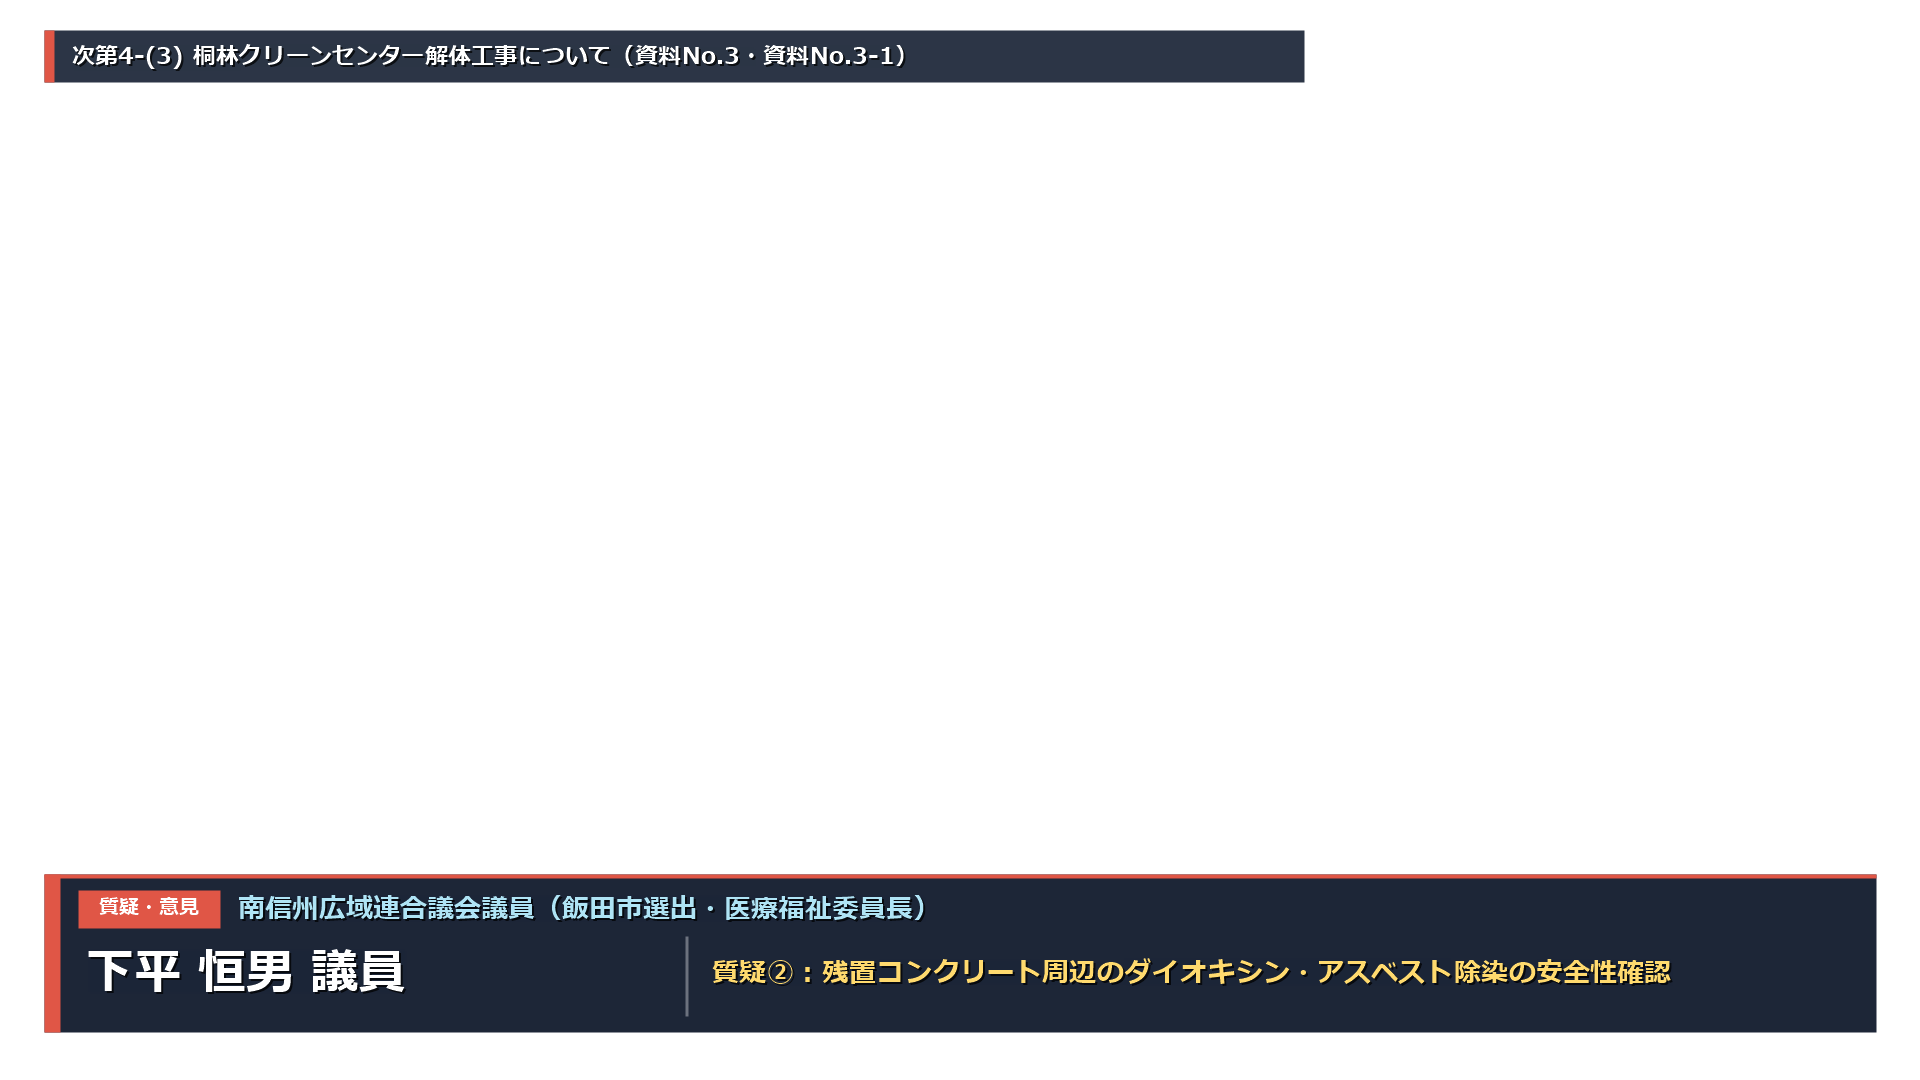 次第4-(3) 桐林クリーンセンター解体工事について（資料No.3・資料No.3-1）
質疑・意見
南信州広域連合議会議員（飯田市選出・医療福祉委員長）
下平 恒男 議員
質疑②：残置コンクリート周辺のダイオキシン・アスベスト除染の安全性確認